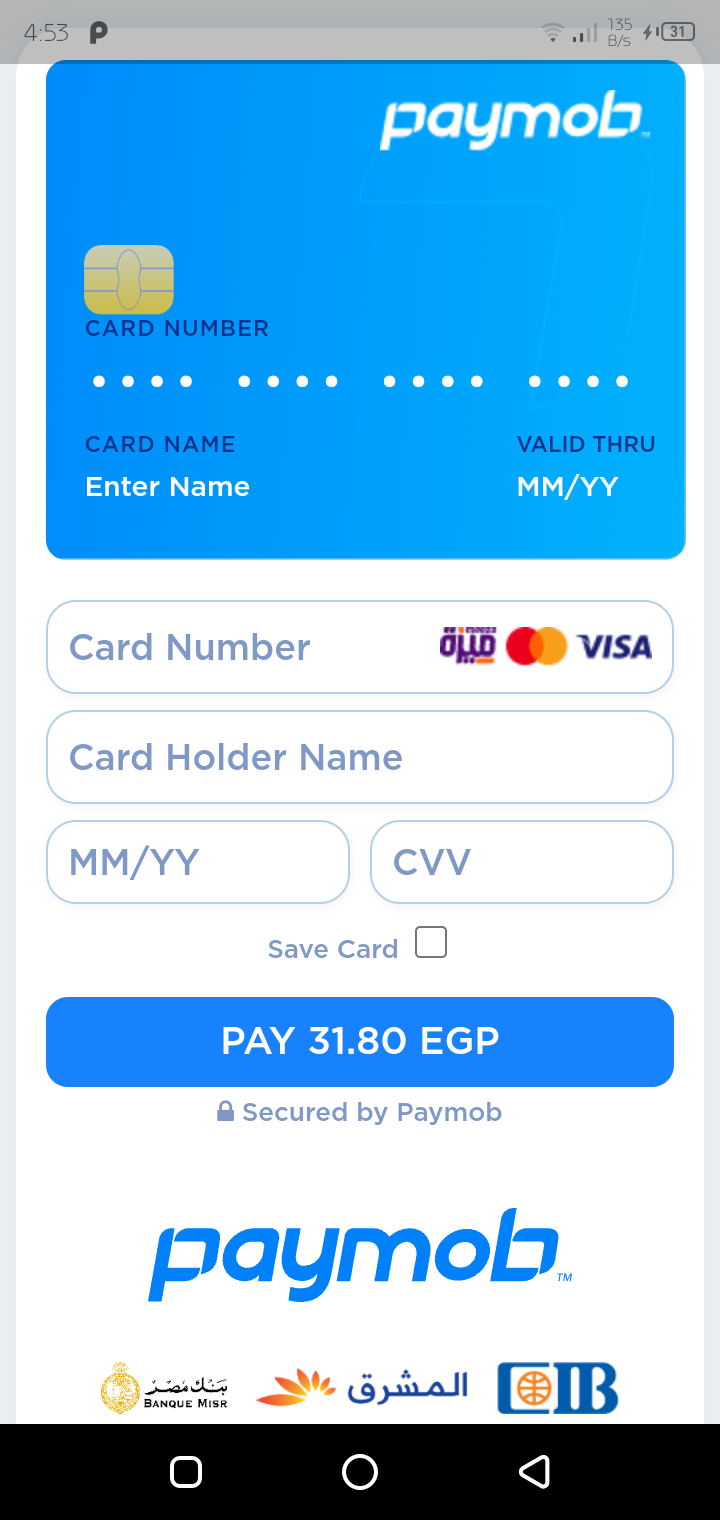 4:53
135
B/s
31
paymob
CARD NUMBER
CARD NAME
VALID THRU
Enter Name
MM/YY
Card Number
ميزة
VISA
Card Holder Name
MM/YY
CVV
Save Card
PAY 31.80 EGP
Secured by Paymob
paymob™
بنك مصر
BANQUE MISR
المشرق
CIB